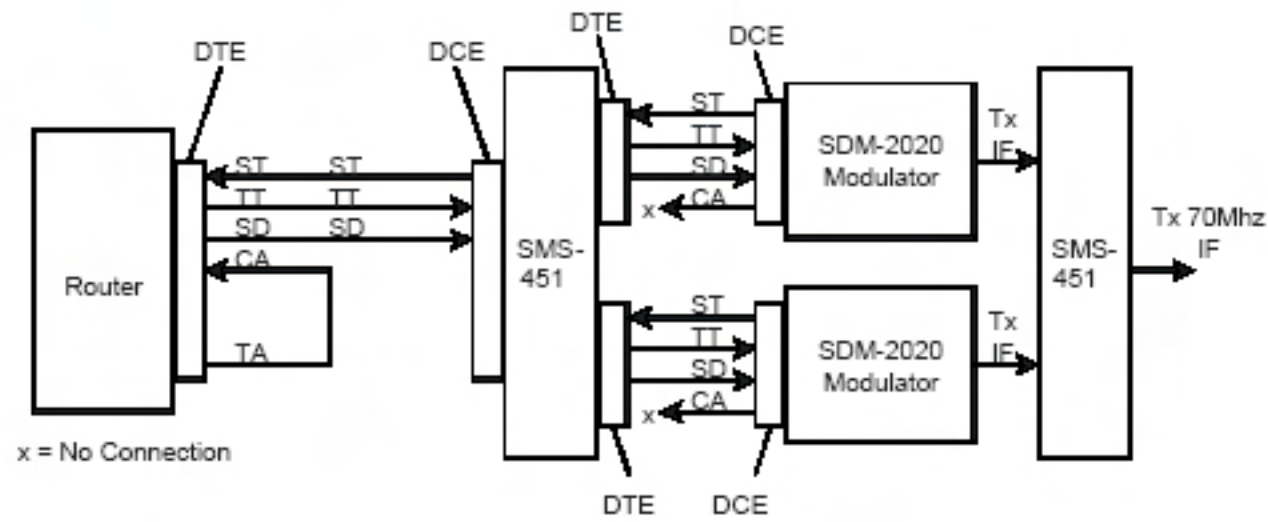 DTE
DCE
DTE
DCE
ST
ST
TT
TT
SD
SD
CA
TA
Router
x = No Connection
SMS-
451
ST
TT
SD
CA
x
SDM-2020
Modulator
Tx
IF
ST
TT
SD
CA
x
SDM-2020
Modulator
Tx
IF
DTE
DCE
SMS-
451
Tx 70Mhz
IF